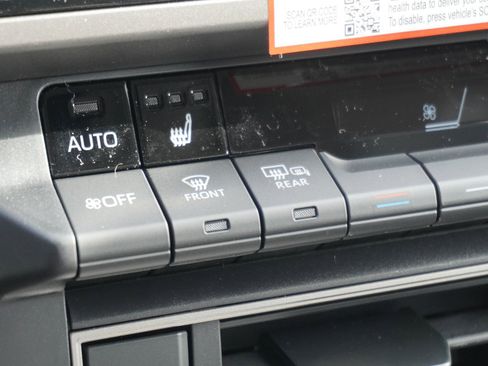 SCAN QR CODE
TO LEARN MORE
health data to deliver your
To disable, press vehicle's SO
AUTO
OFF
FRONT
REAR